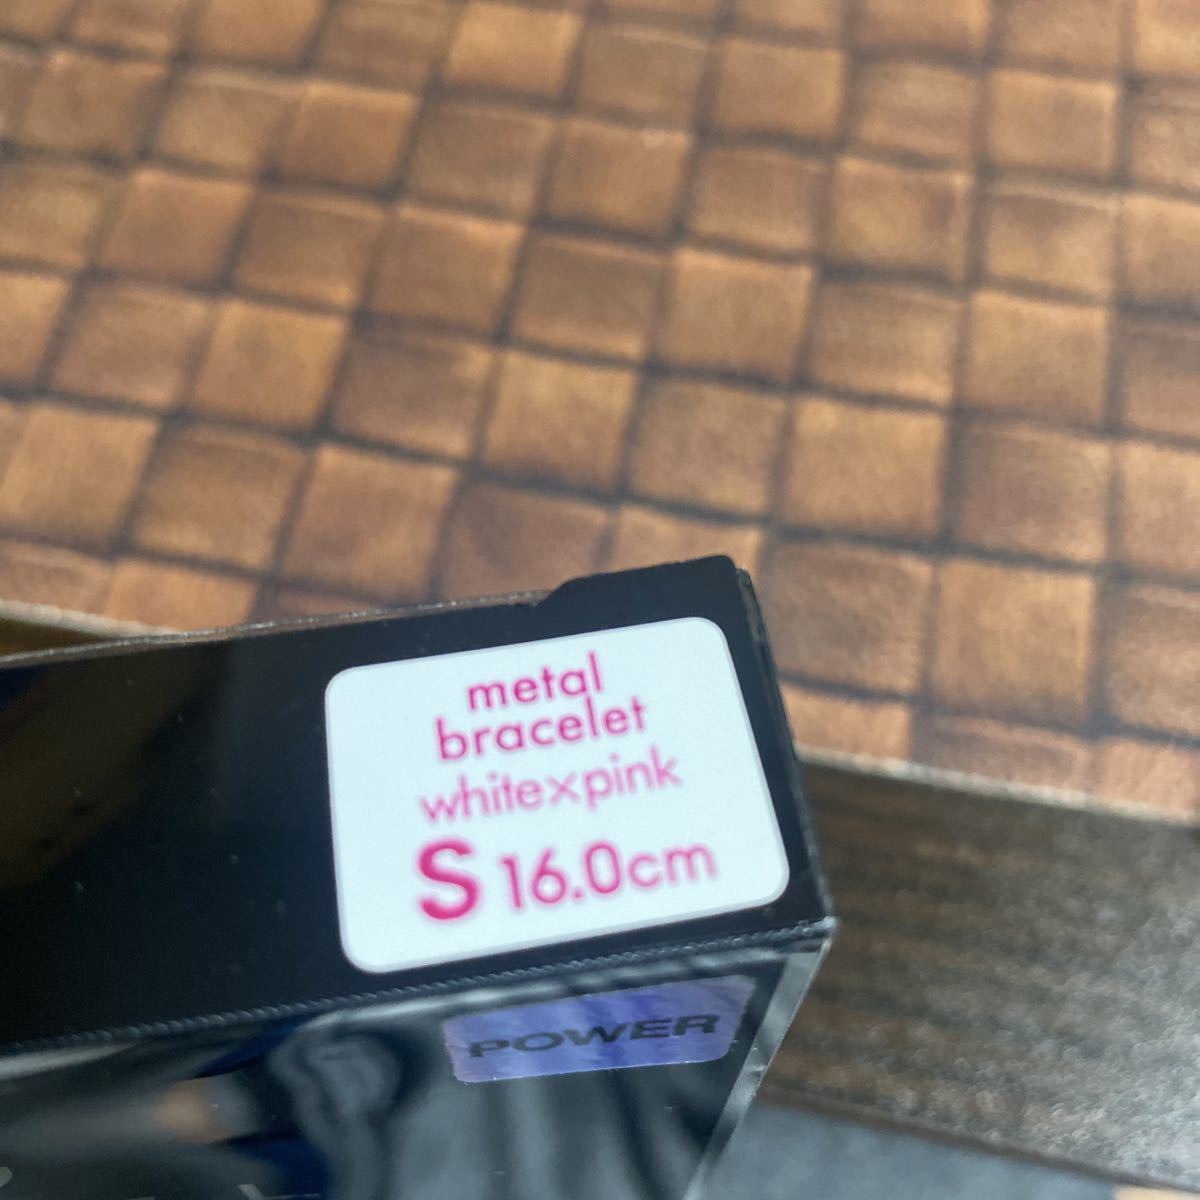 metal
bracelet
white×pink
S 16.0cm
POWER